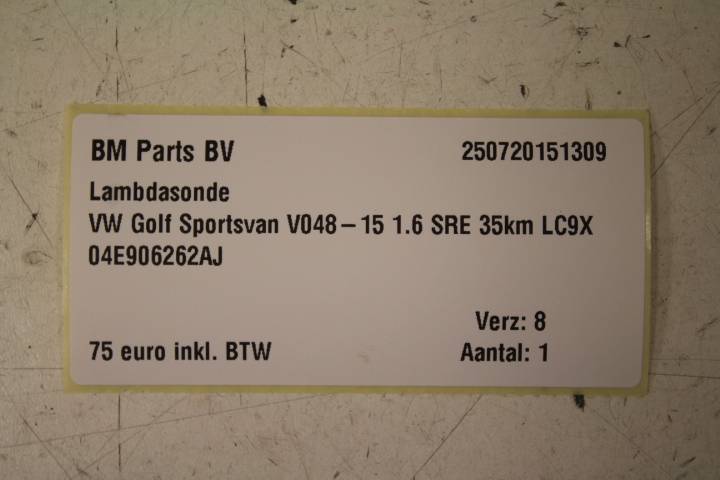 BM Parts BV 250720151309
Lambdasonde
VW Golf Sportsvan V048-15 1.6 SRE 35km LC9X
04E906262AJ
Verz: 8
75 euro inkl. BTW Aantal: 1